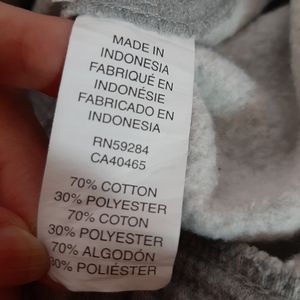 MADE IN
INDONESIA
FABRIQUÉ EN
INDONÉSIE
FABRICADO EN
INDONESIA
RN59284
CA40465
70% COTTON
30% POLYESTER
70% COTON
30% POLYESTER
70% ALGODÓN
30% POLIÉSTER